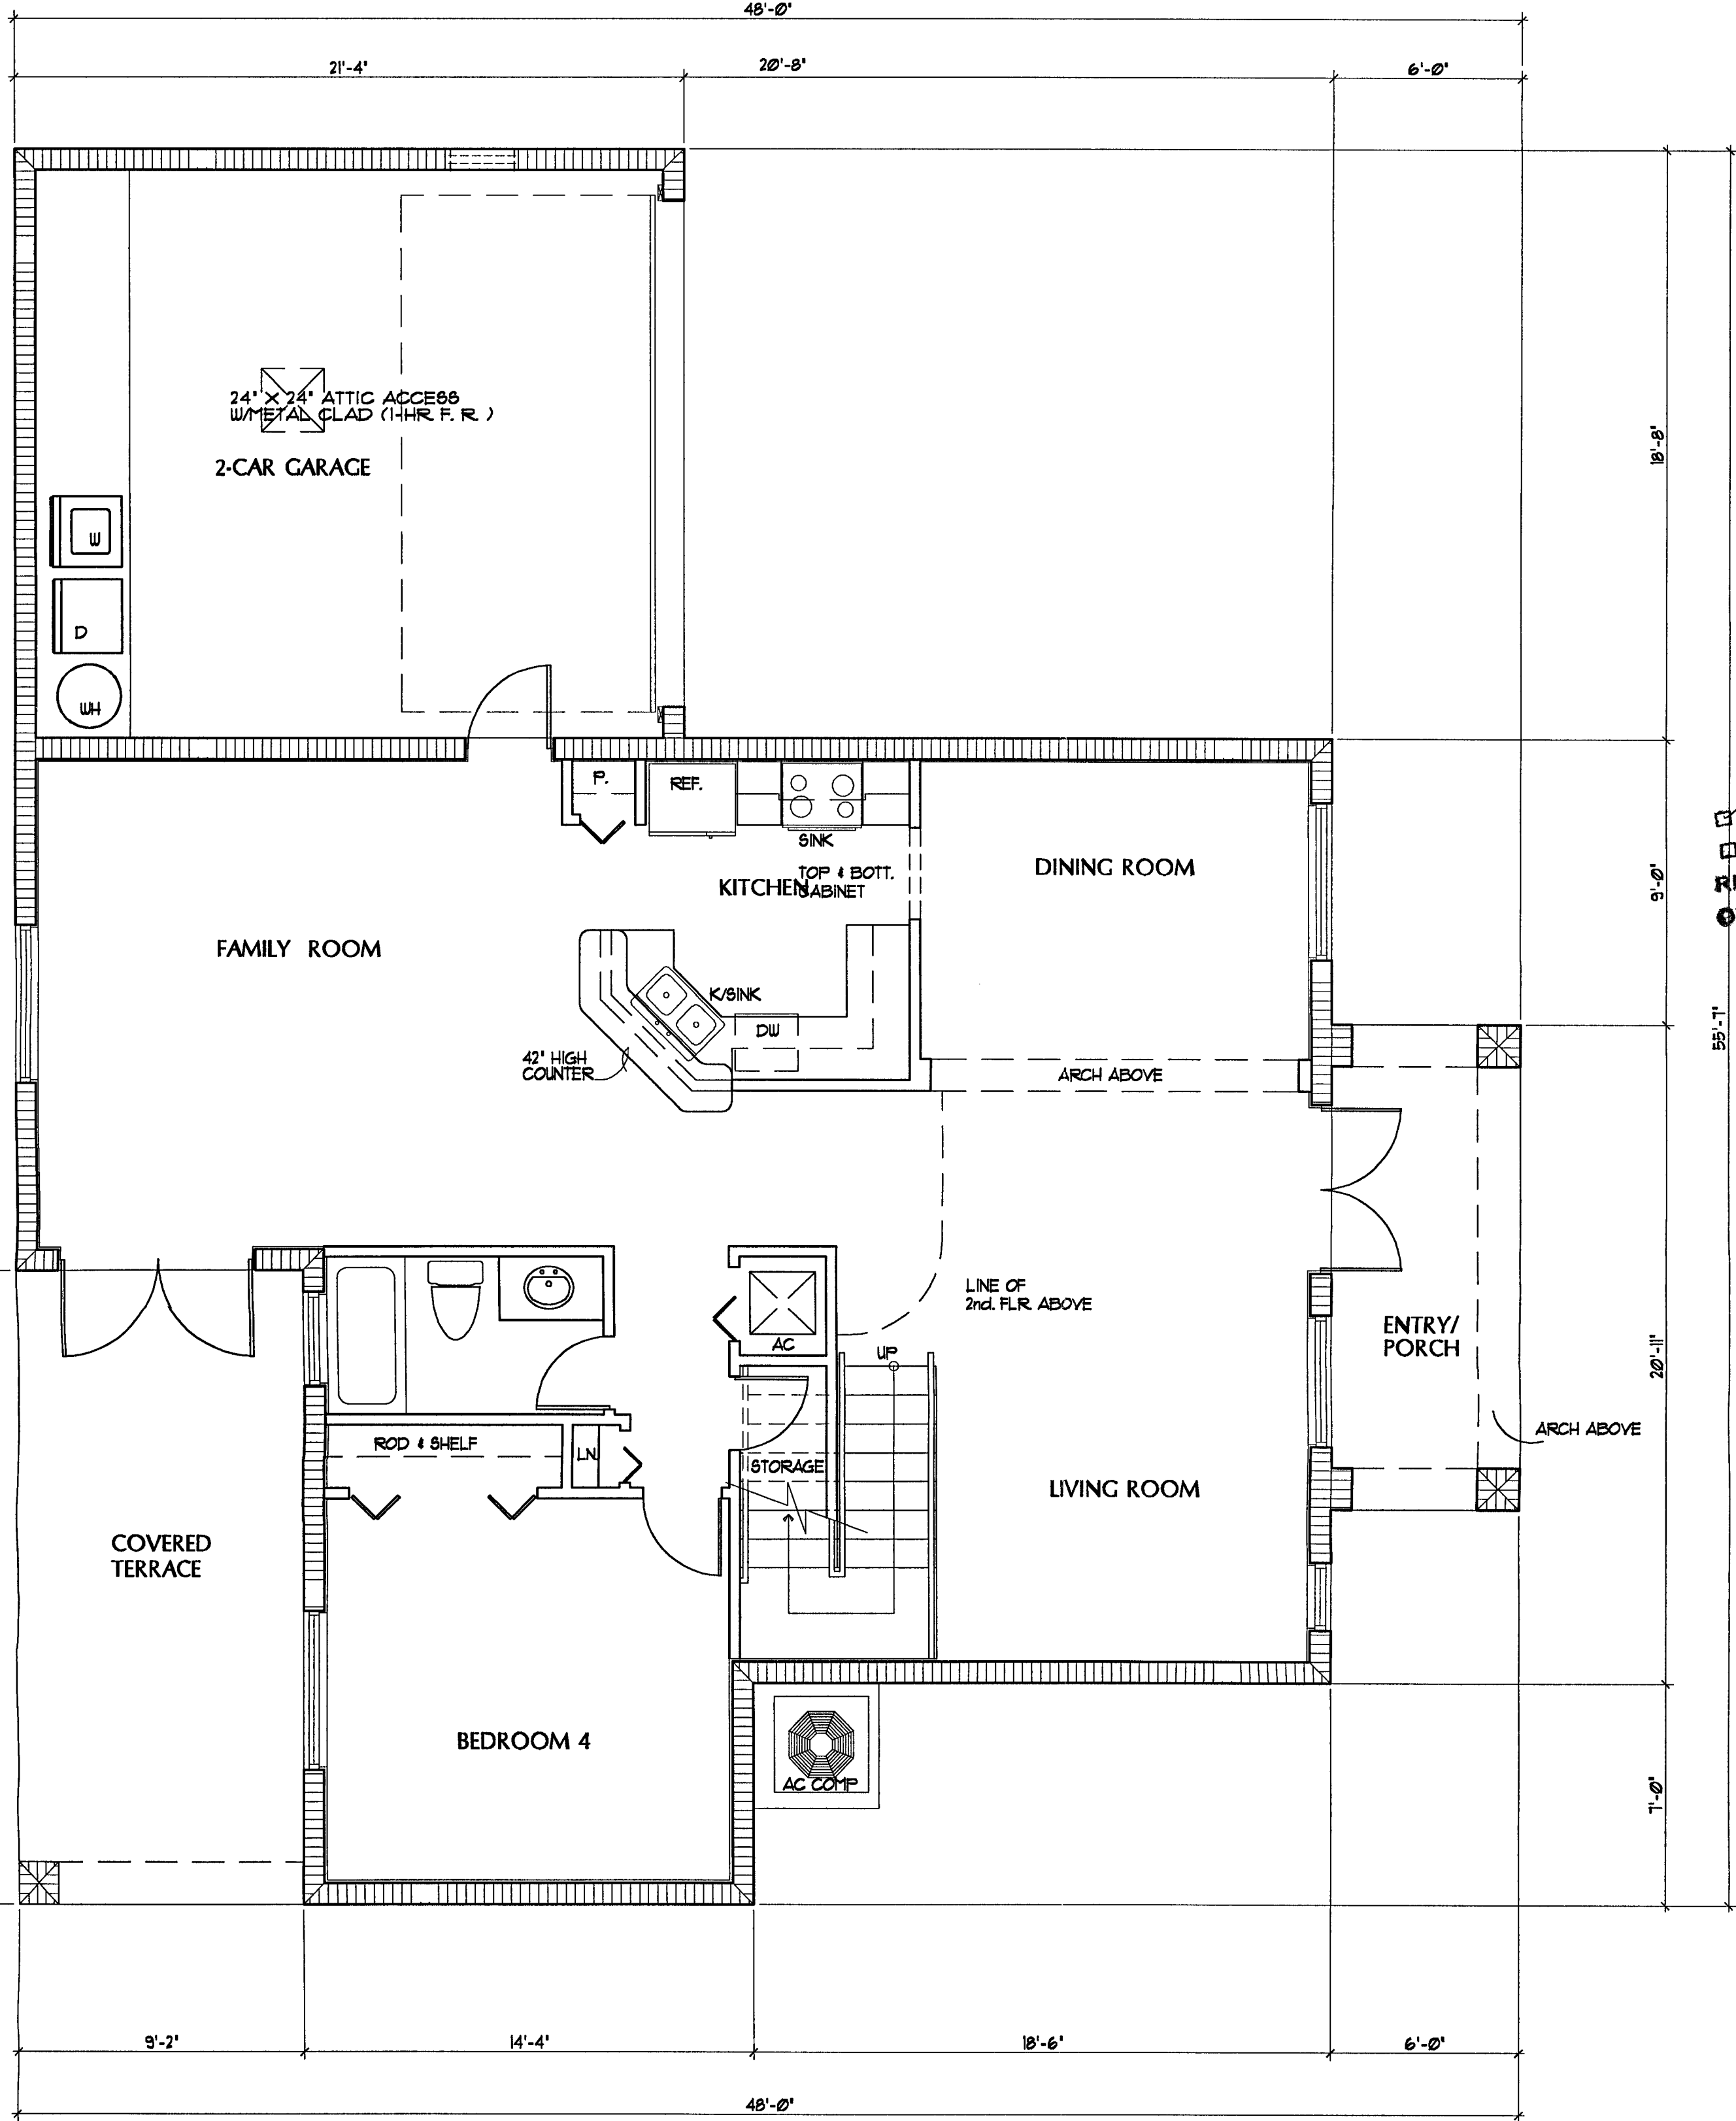 48'-0"
21'-4"
20'-8"
6'-0"
24" X 24" ATTIC ACCESS
W/METAL CLAD (1-HR F. R. )
2-CAR GARAGE
18'-8"
W
D
WH
P.
REF.
SINK
TOP & BOTT.
CABINET
KITCHEN
DINING ROOM
9'-0"
FAMILY ROOM
K/SINK
DW
42" HIGH
COUNTER
ARCH ABOVE
55'-7"
LINE OF
2nd. FLR. ABOVE
AC
UP
ENTRY/
PORCH
20'-11"
ARCH ABOVE
ROD & SHELF
LN.
STORAGE
LIVING ROOM
COVERED
TERRACE
BEDROOM 4
AC COMP
7'-0"
9'-2"
14'-4"
18'-6"
6'-0"
48'-0"